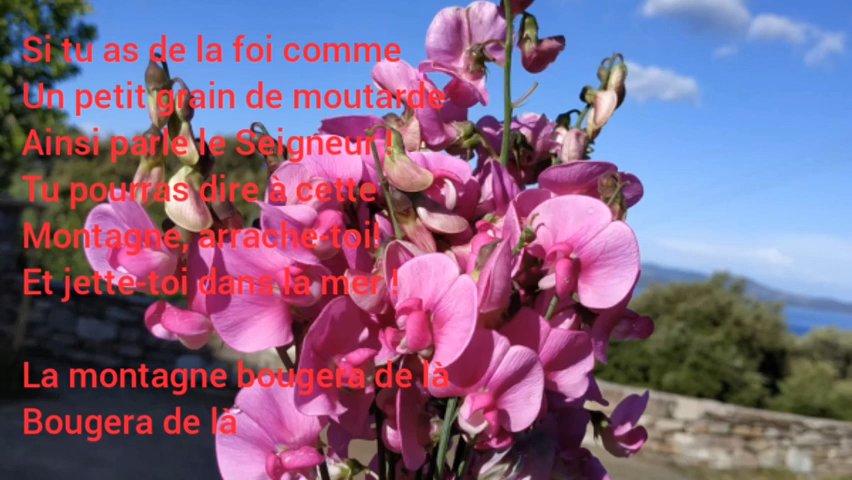 Si tu as de la foi comme
Un petit grain de moutarde
Ainsi parle le Seigneur !
Tu pourras dire à cette
Montagne, arrache-toi!
Et jette-toi dans la mer !
La montagne bougera de là
Bougera de là